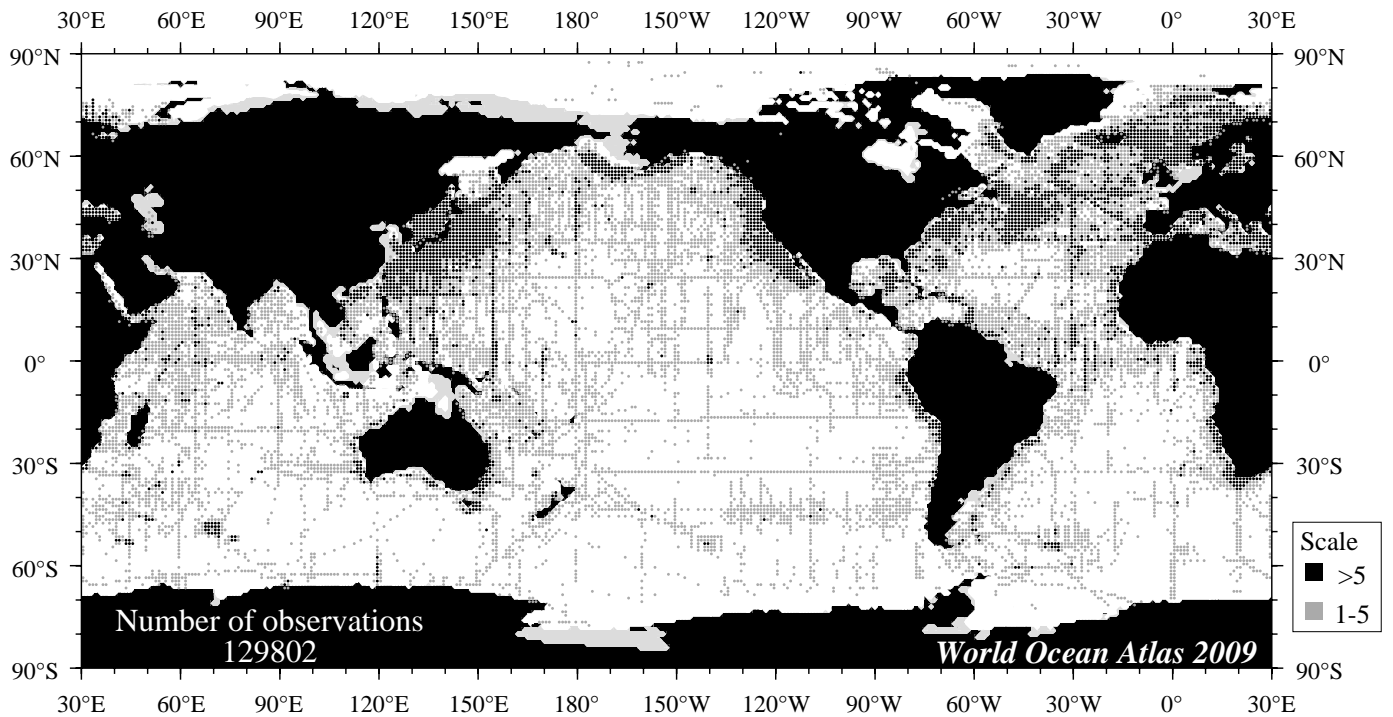 30°E 60°E 90°E 120°E 150°E 180° 150°W 120°W 90°W 60°W 30°W 0° 30°E
90°N 90°N
60°N 60°N
30°N 30°N
0° 0°
30°S 30°S
Scale
>5
60°S 60°S
1-5
Number of observations
129802
World Ocean Atlas 2009
90°S 90°S
30°E 60°E 90°E 120°E 150°E 180° 150°W 120°W 90°W 60°W 30°W 0° 30°E